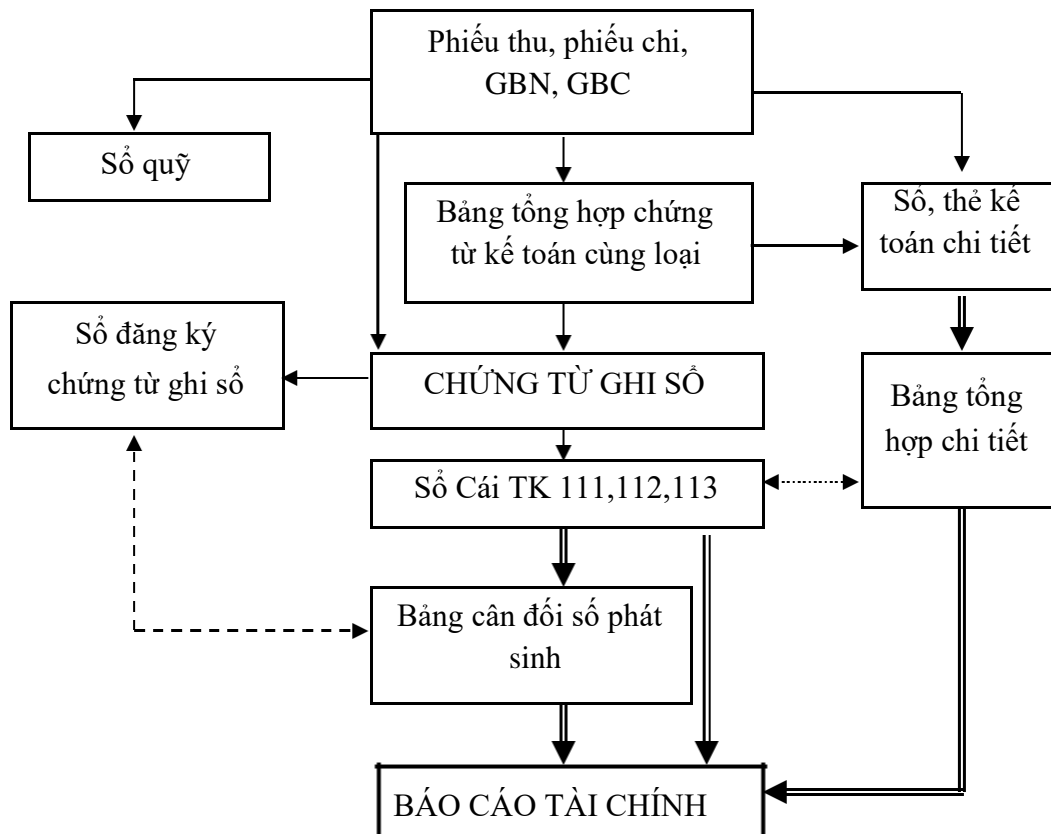 Phiếu thu, phiếu chi,
GBN, GBC
Sổ quỹ
Bảng tổng hợp chứng
từ kế toán cùng loại
Sổ, thẻ kế
toán chi tiết
Sổ đăng ký
chứng từ ghi sổ
CHỨNG TỪ GHI SỔ
Bảng tổng
hợp chi tiết
Sổ Cái TK 111,112,113
Bảng cân đối số phát
sinh
BÁO CÁO TÀI CHÍNH